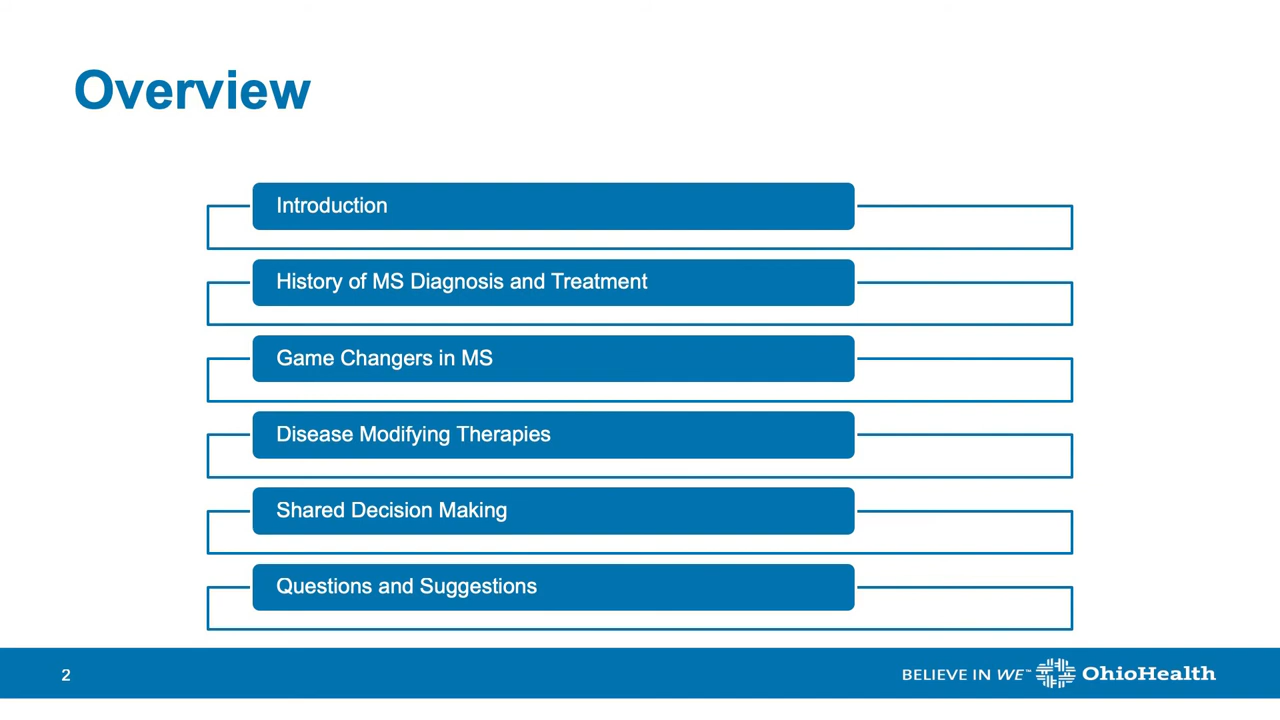 Overview
Introduction
History of MS Diagnosis and Treatment
Game Changers in MS
Disease Modifying Therapies
Shared Decision Making
Questions and Suggestions
2
BELIEVE IN WE™ OhioHealth